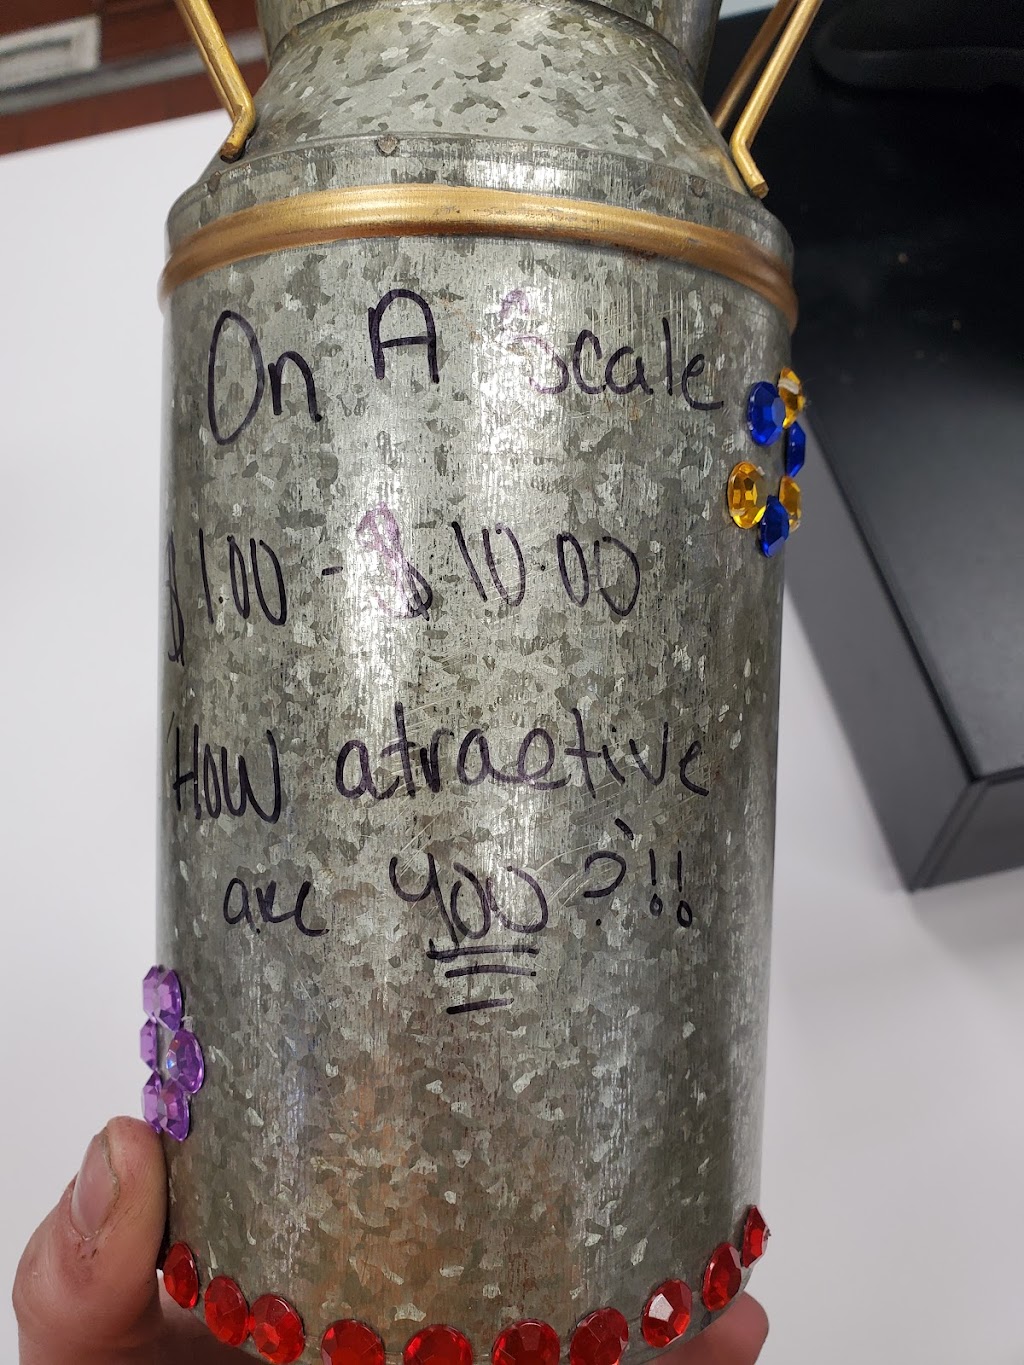 On A Scale
$1.00 - $10.00
How atractive
are YOU?!!